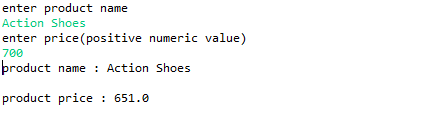 enter product name
Action Shoes
enter price(positive numeric value)
700
product name : Action Shoes
product price : 651.0